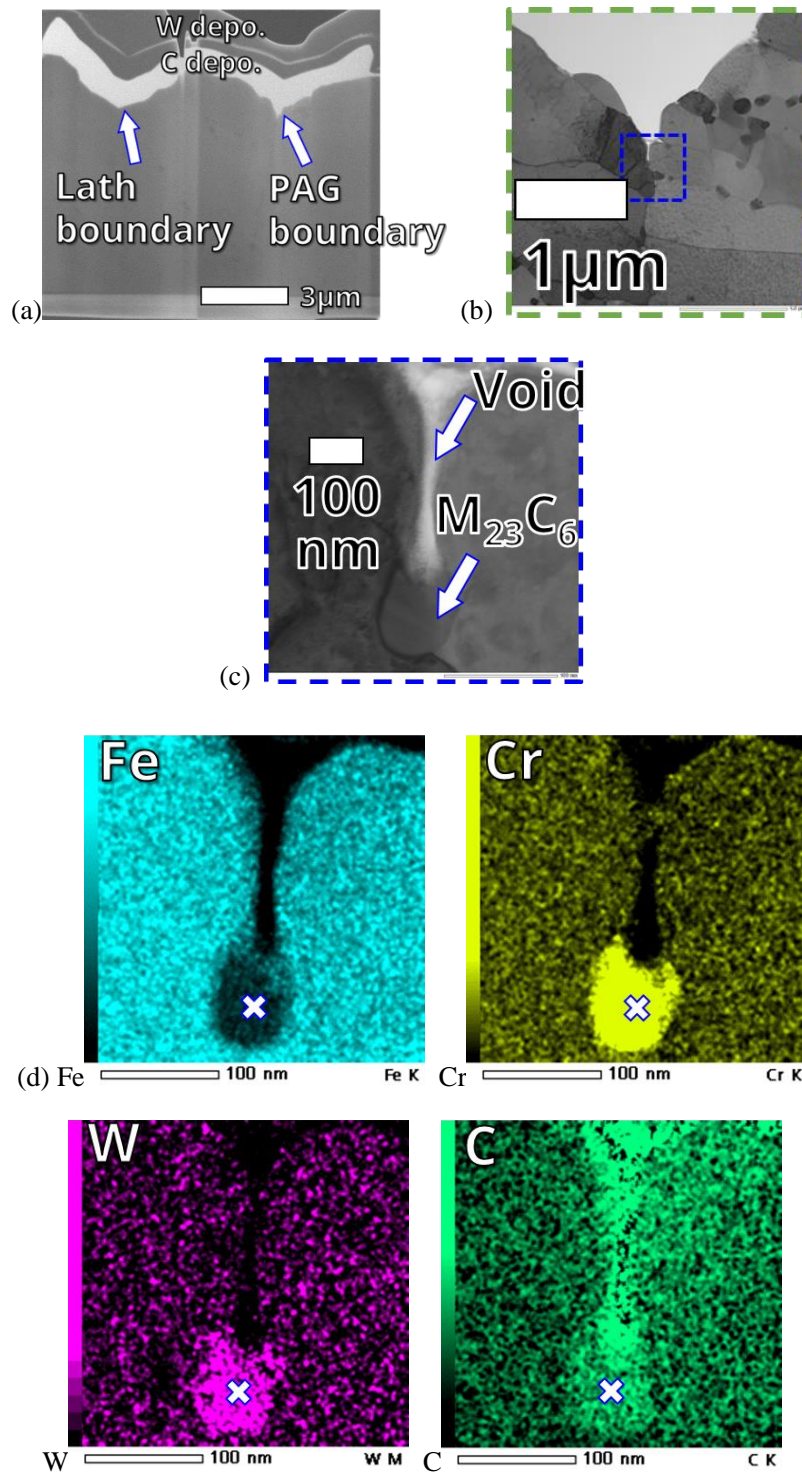 W depo.
C depo.
Lath
boundary
PAG
boundary
3μm
(a)
1μm
(b)
Void
100
nm
M₂₃C₆
(c)
Fe
100 nm
Fe K
(d) Fe
Cr
100 nm
Cr K
Cr
W
100 nm
W M
W
C
100 nm
C K
C